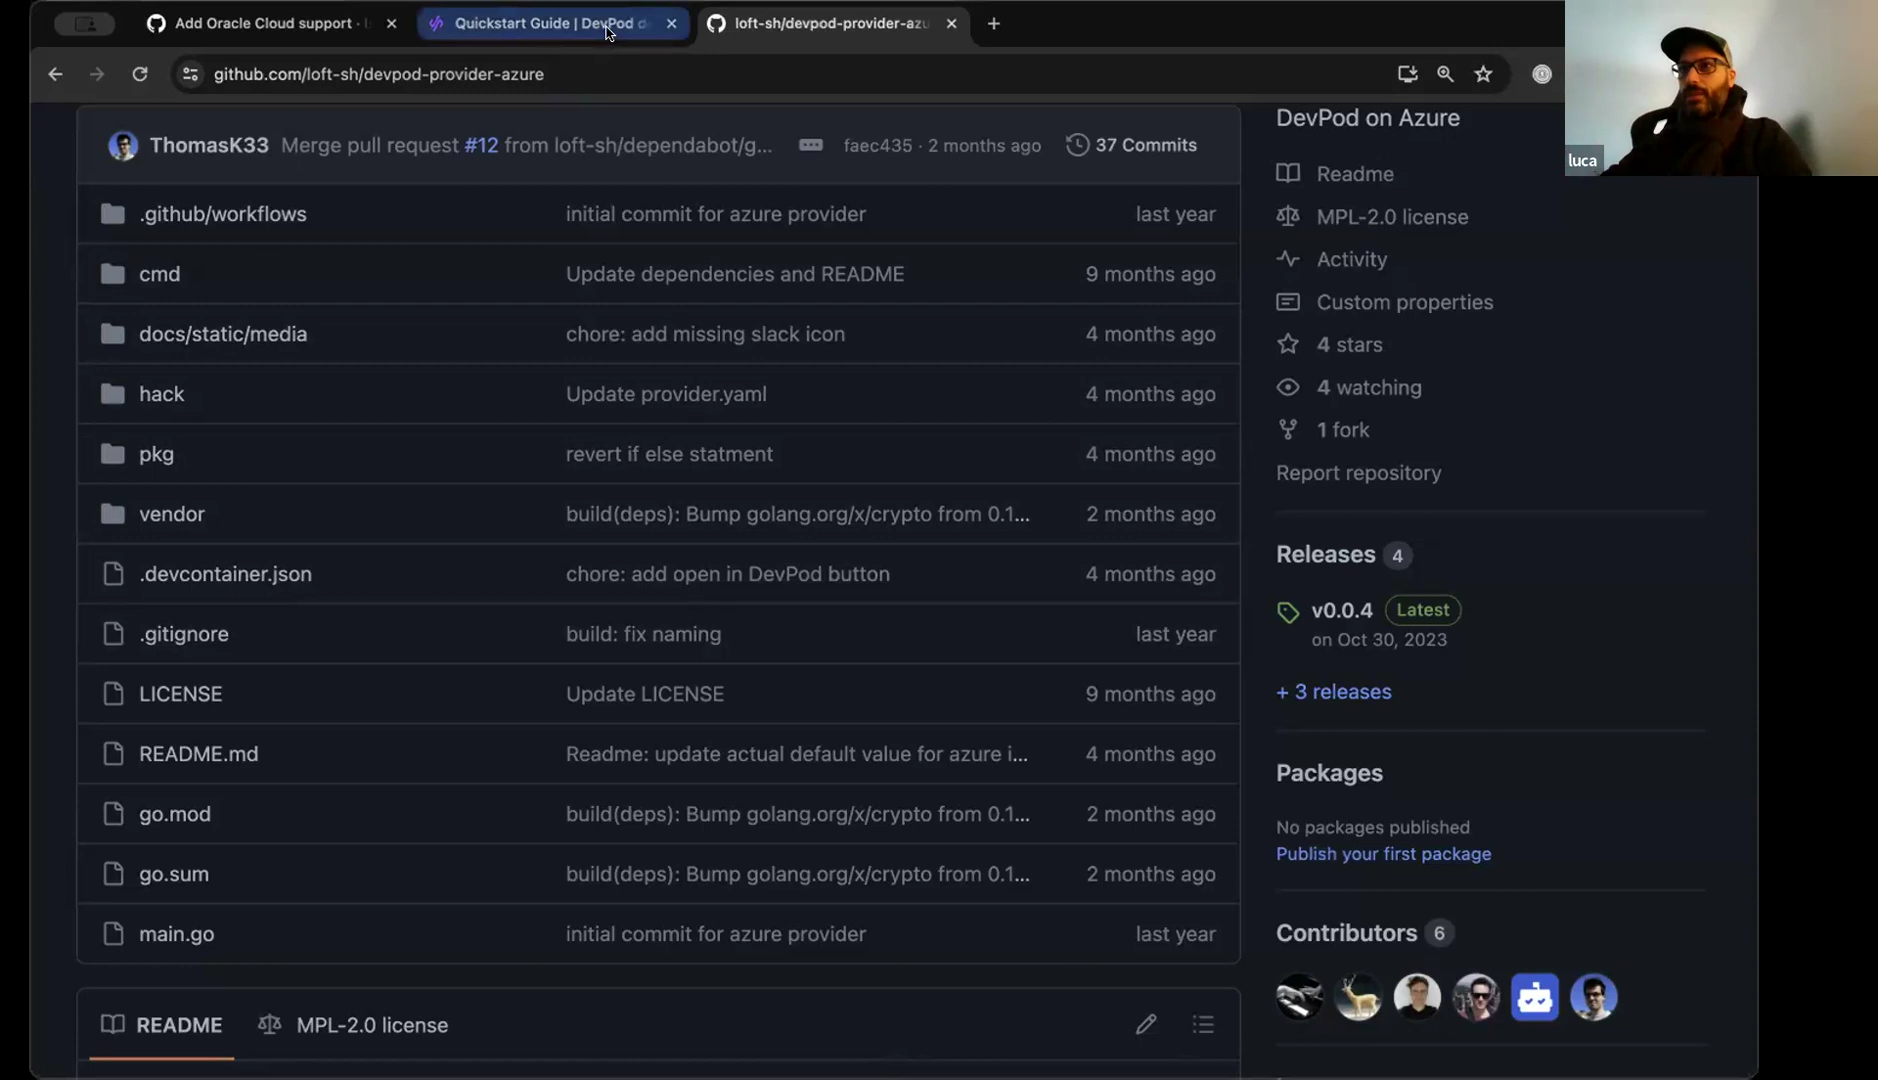 Add Oracle Cloud support ·
Quickstart Guide | DevPod d
loft-sh/devpod-provider-azu
github.com/loft-sh/devpod-provider-azure
luca
ThomasK33 Merge pull request #12 from loft-sh/dependabot/g... faec435 · 2 months ago 37 Commits
.github/workflows initial commit for azure provider last year
cmd Update dependencies and README 9 months ago
docs/static/media chore: add missing slack icon 4 months ago
hack Update provider.yaml 4 months ago
pkg revert if else statment 4 months ago
vendor build(deps): Bump golang.org/x/crypto from 0.1... 2 months ago
.devcontainer.json chore: add open in DevPod button 4 months ago
.gitignore build: fix naming last year
LICENSE Update LICENSE 9 months ago
README.md Readme: update actual default value for azure i... 4 months ago
go.mod build(deps): Bump golang.org/x/crypto from 0.1... 2 months ago
go.sum build(deps): Bump golang.org/x/crypto from 0.1... 2 months ago
main.go initial commit for azure provider last year
README MPL-2.0 license
DevPod on Azure
Readme
MPL-2.0 license
Activity
Custom properties
4 stars
4 watching
1 fork
Report repository
Releases 4
v0.0.4 Latest
on Oct 30, 2023
+ 3 releases
Packages
No packages published
Publish your first package
Contributors 6